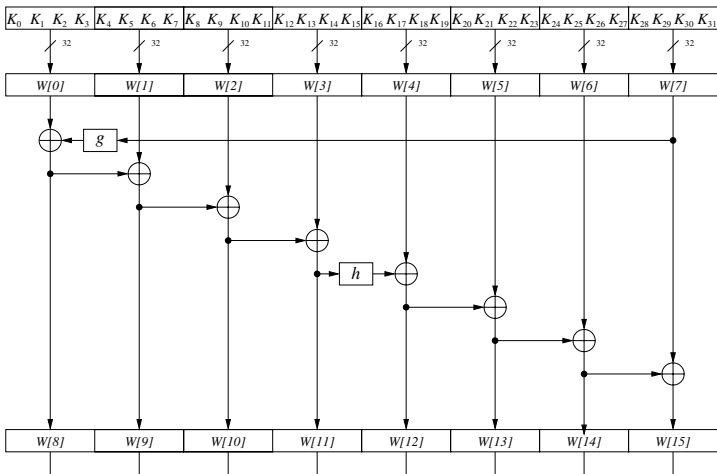 K0 K1 K2 K3 K4 K5 K6 K7 K8 K9 K10 K11 K12 K13 K14 K15 K16 K17 K18 K19 K20 K21 K22 K23 K24 K25 K26 K27 K28 K29 K30 K31
32 32 32 32 32 32 32 32
W[0] W[1] W[2] W[3] W[4] W[5] W[6] W[7]
g
h
W[8] W[9] W[10] W[11] W[12] W[13] W[14] W[15]